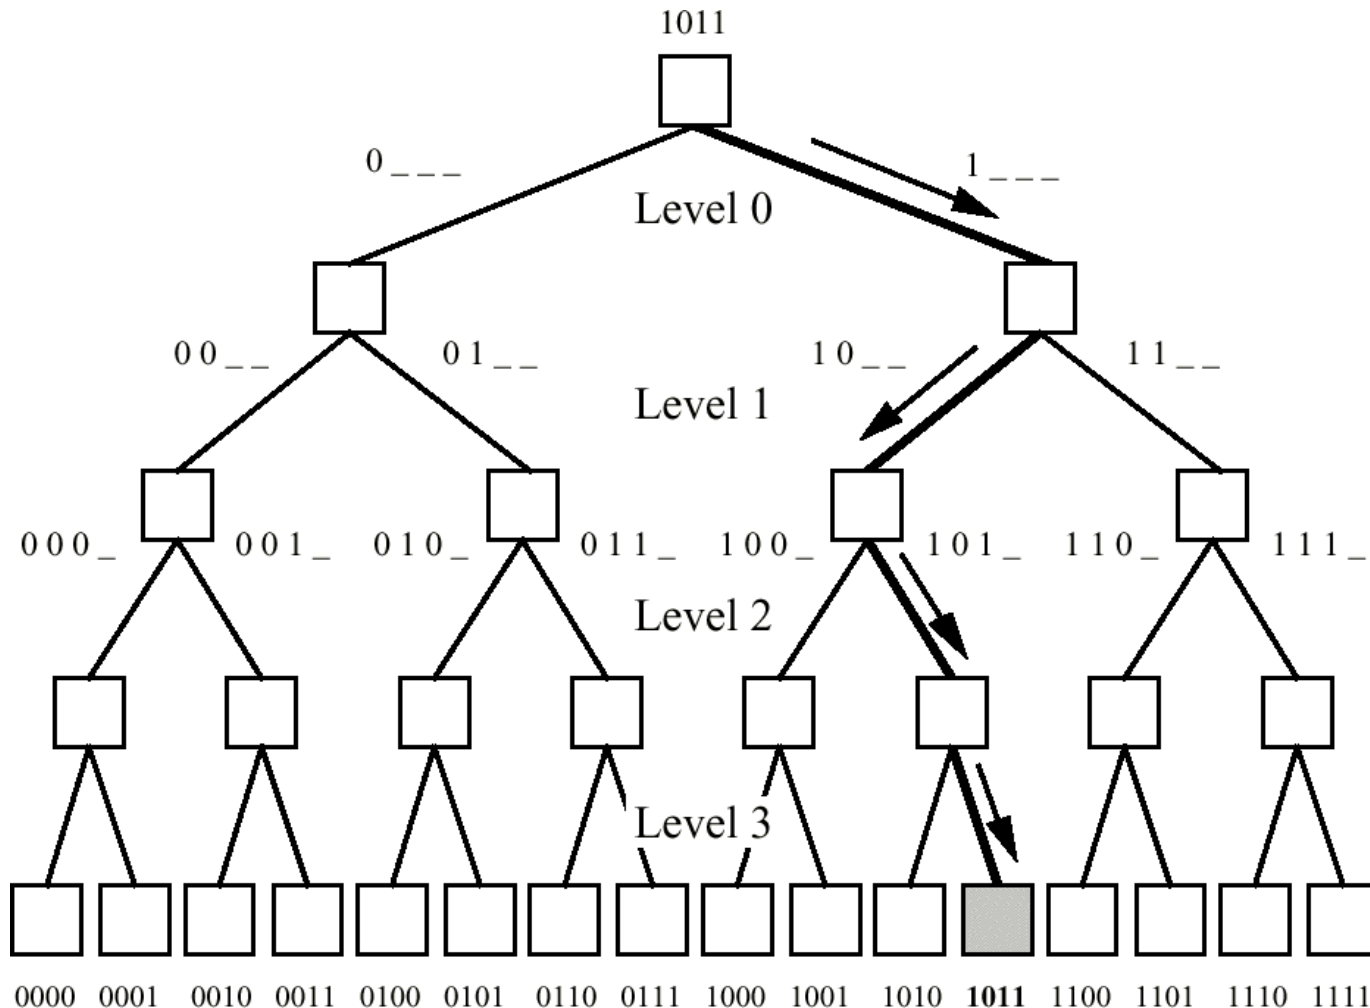 1011
0 _ _ _
1 _ _ _
Level 0
0 0 _ _
0 1 _ _
1 0 _ _
1 1 _ _
Level 1
0 0 0 _
0 0 1 _
0 1 0 _
0 1 1 _
1 0 0 _
1 0 1 _
1 1 0 _
1 1 1 _
Level 2
Level 3
0000 0001 0010 0011 0100 0101 0110 0111 1000 1001 1010 1011 1100 1101 1110 1111